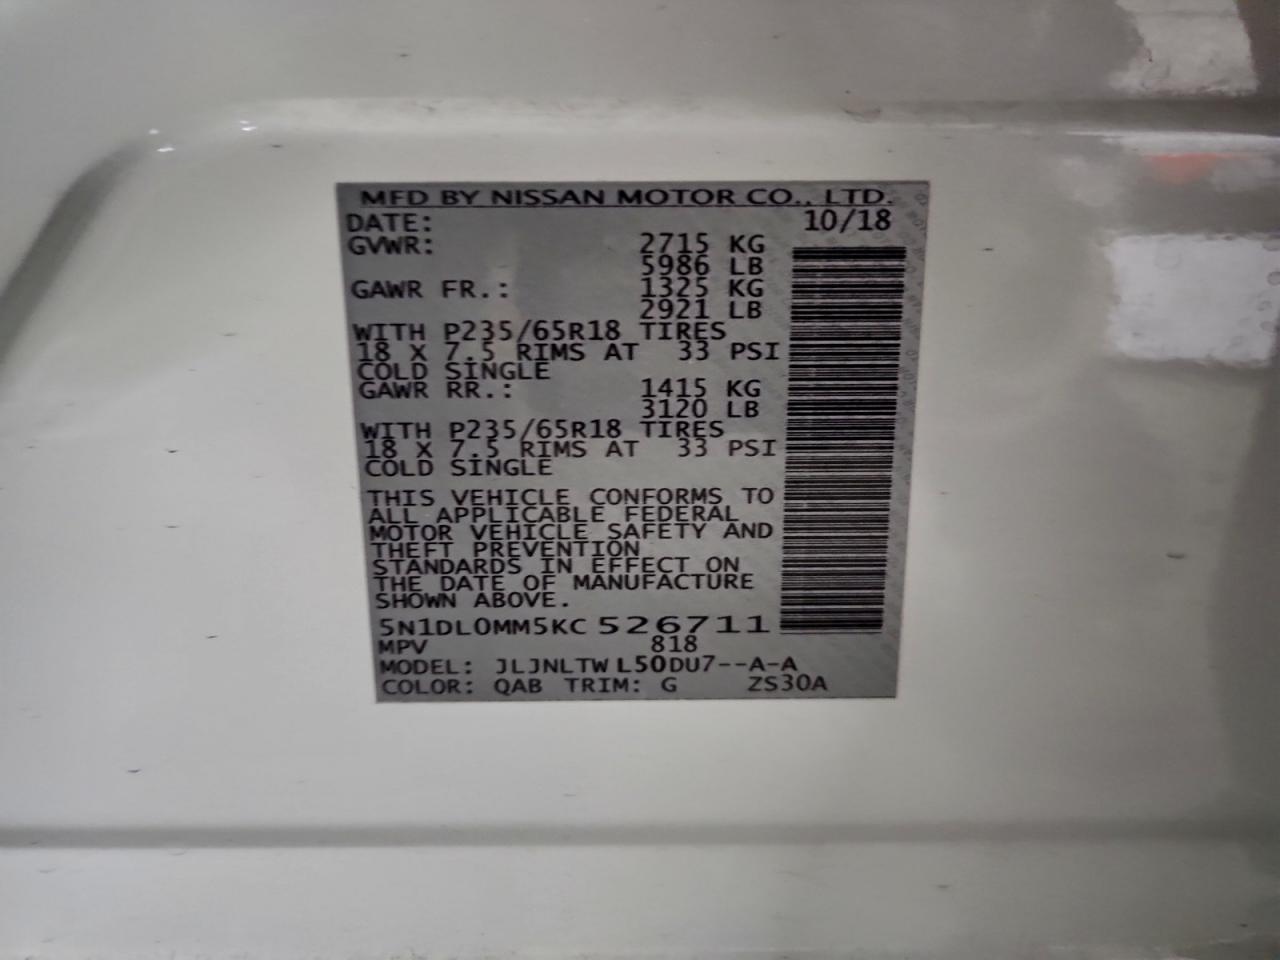 MFD BY NISSAN MOTOR CO., LTD.
DATE: 10/18
GVWR: 2715 KG
5986 LB
GAWR FR.: 1325 KG
2921 LB
WITH P235/65R18 TIRES
18 X 7.5 RIMS AT 33 PSI
COLD SINGLE
GAWR RR.: 1415 KG
3120 LB
WITH P235/65R18 TIRES
18 X 7.5 RIMS AT 33 PSI
COLD SINGLE
THIS VEHICLE CONFORMS TO
ALL APPLICABLE FEDERAL
MOTOR VEHICLE SAFETY AND
THEFT PREVENTION
STANDARDS IN EFFECT ON
THE DATE OF MANUFACTURE
SHOWN ABOVE.
5N1DL0MM5KC 526711
MPV 818
MODEL: JLJNLTW L50DU7--A-A
COLOR: QAB TRIM: G ZS30A